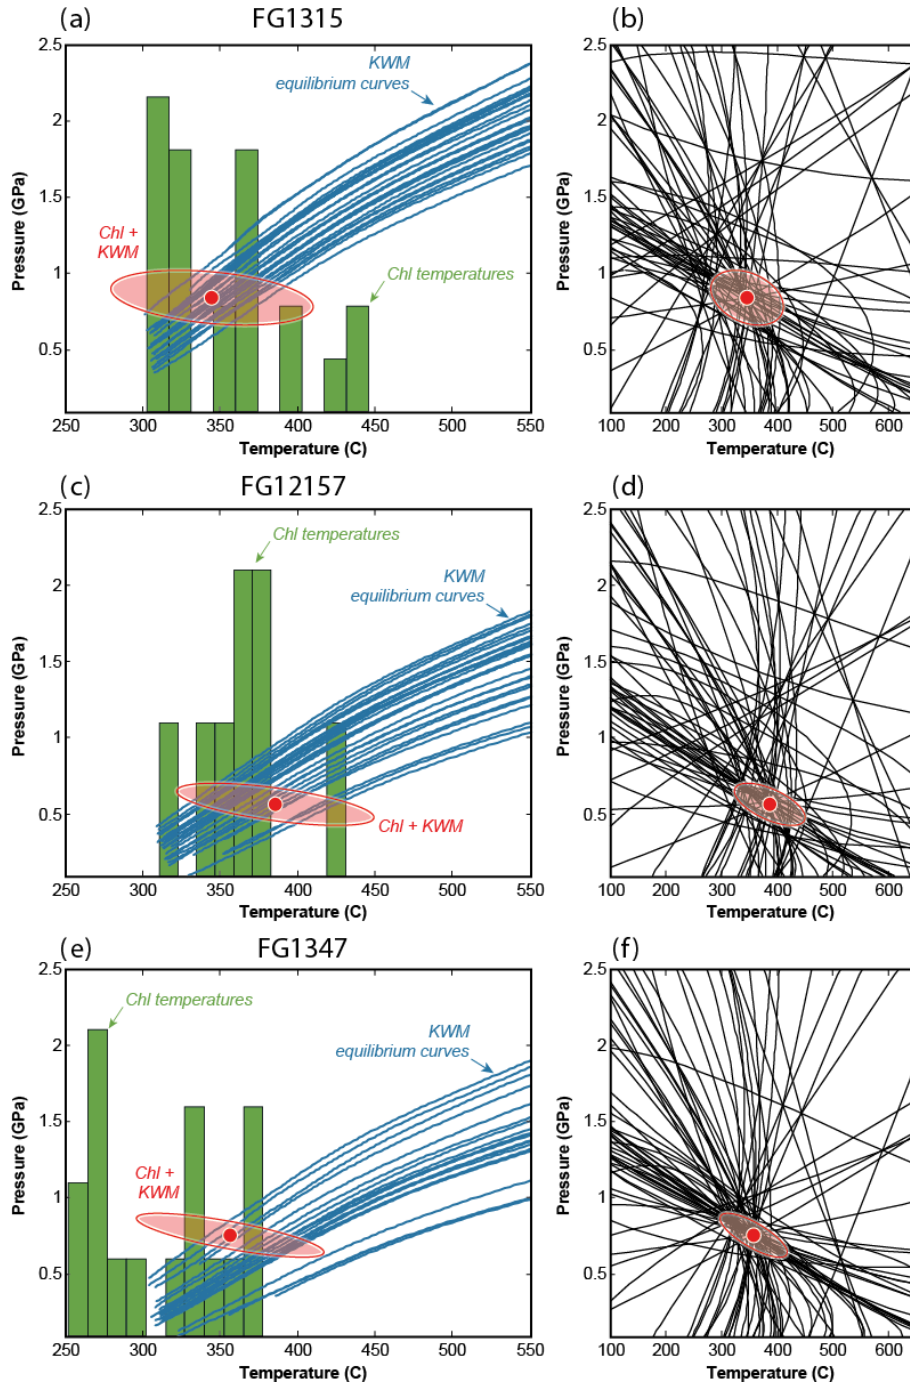 (a) FG1315 (b)
2.5
2
1.5
1
0.5
Pressure (GPa)
KWM
equilibrium curves
Chl +
KWM
Chl temperatures
250 300 350 400 450 500 550
Temperature (C)
2.5
2
1.5
1
0.5
Pressure (GPa)
100 200 300 400 500 600
Temperature (C)
(c) FG12157 (d)
2.5
2
1.5
1
0.5
Pressure (GPa)
Chl temperatures
KWM
equilibrium curves
Chl + KWM
250 300 350 400 450 500 550
Temperature (C)
2.5
2
1.5
1
0.5
Pressure (GPa)
100 200 300 400 500 600
Temperature (C)
(e) FG1347 (f)
2.5
2
1.5
1
0.5
Pressure (GPa)
Chl temperatures
KWM
equilibrium curves
Chl +
KWM
250 300 350 400 450 500 550
Temperature (C)
2.5
2
1.5
1
0.5
Pressure (GPa)
100 200 300 400 500 600
Temperature (C)